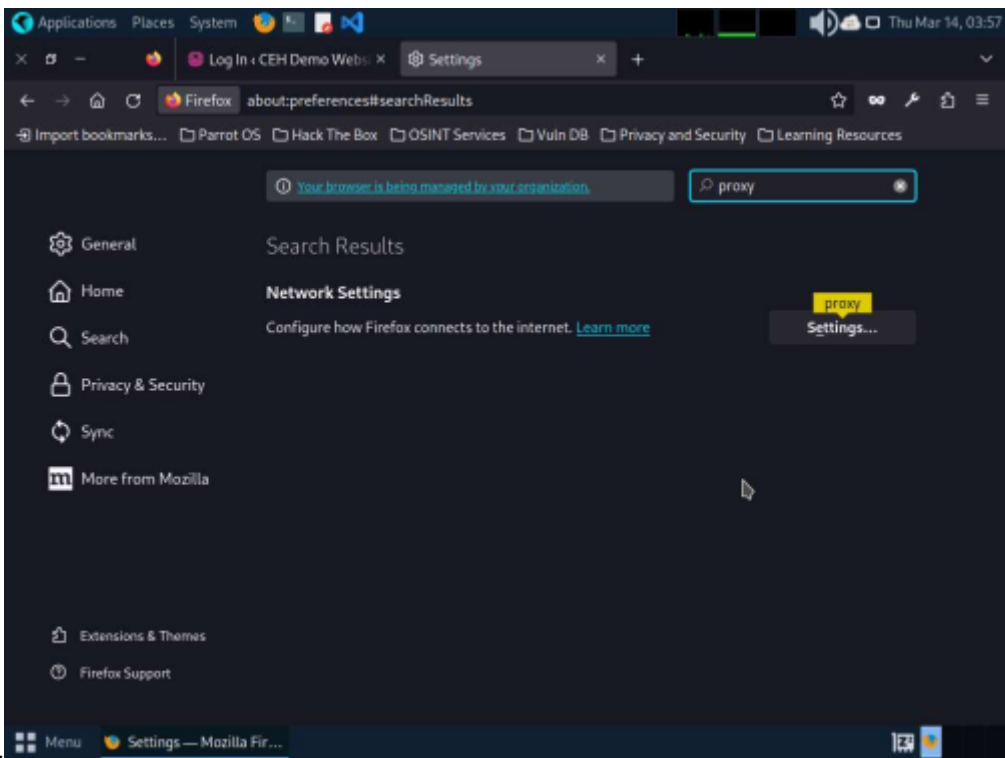 Applications Places System
Thu Mar 14, 03:57
Log In ‹ CEH Demo Websi
Settings
Firefox about:preferences#searchResults
Import bookmarks... Parrot OS Hack The Box OSINT Services Vuln DB Privacy and Security Learning Resources
Your browser is being managed by your organization.
proxy
General
Search Results
Home
Network Settings
proxy
Search
Configure how Firefox connects to the internet. Learn more
Settings...
Privacy & Security
Sync
m More from Mozilla
Extensions & Themes
Firefox Support
Menu Settings — Mozilla Fir...